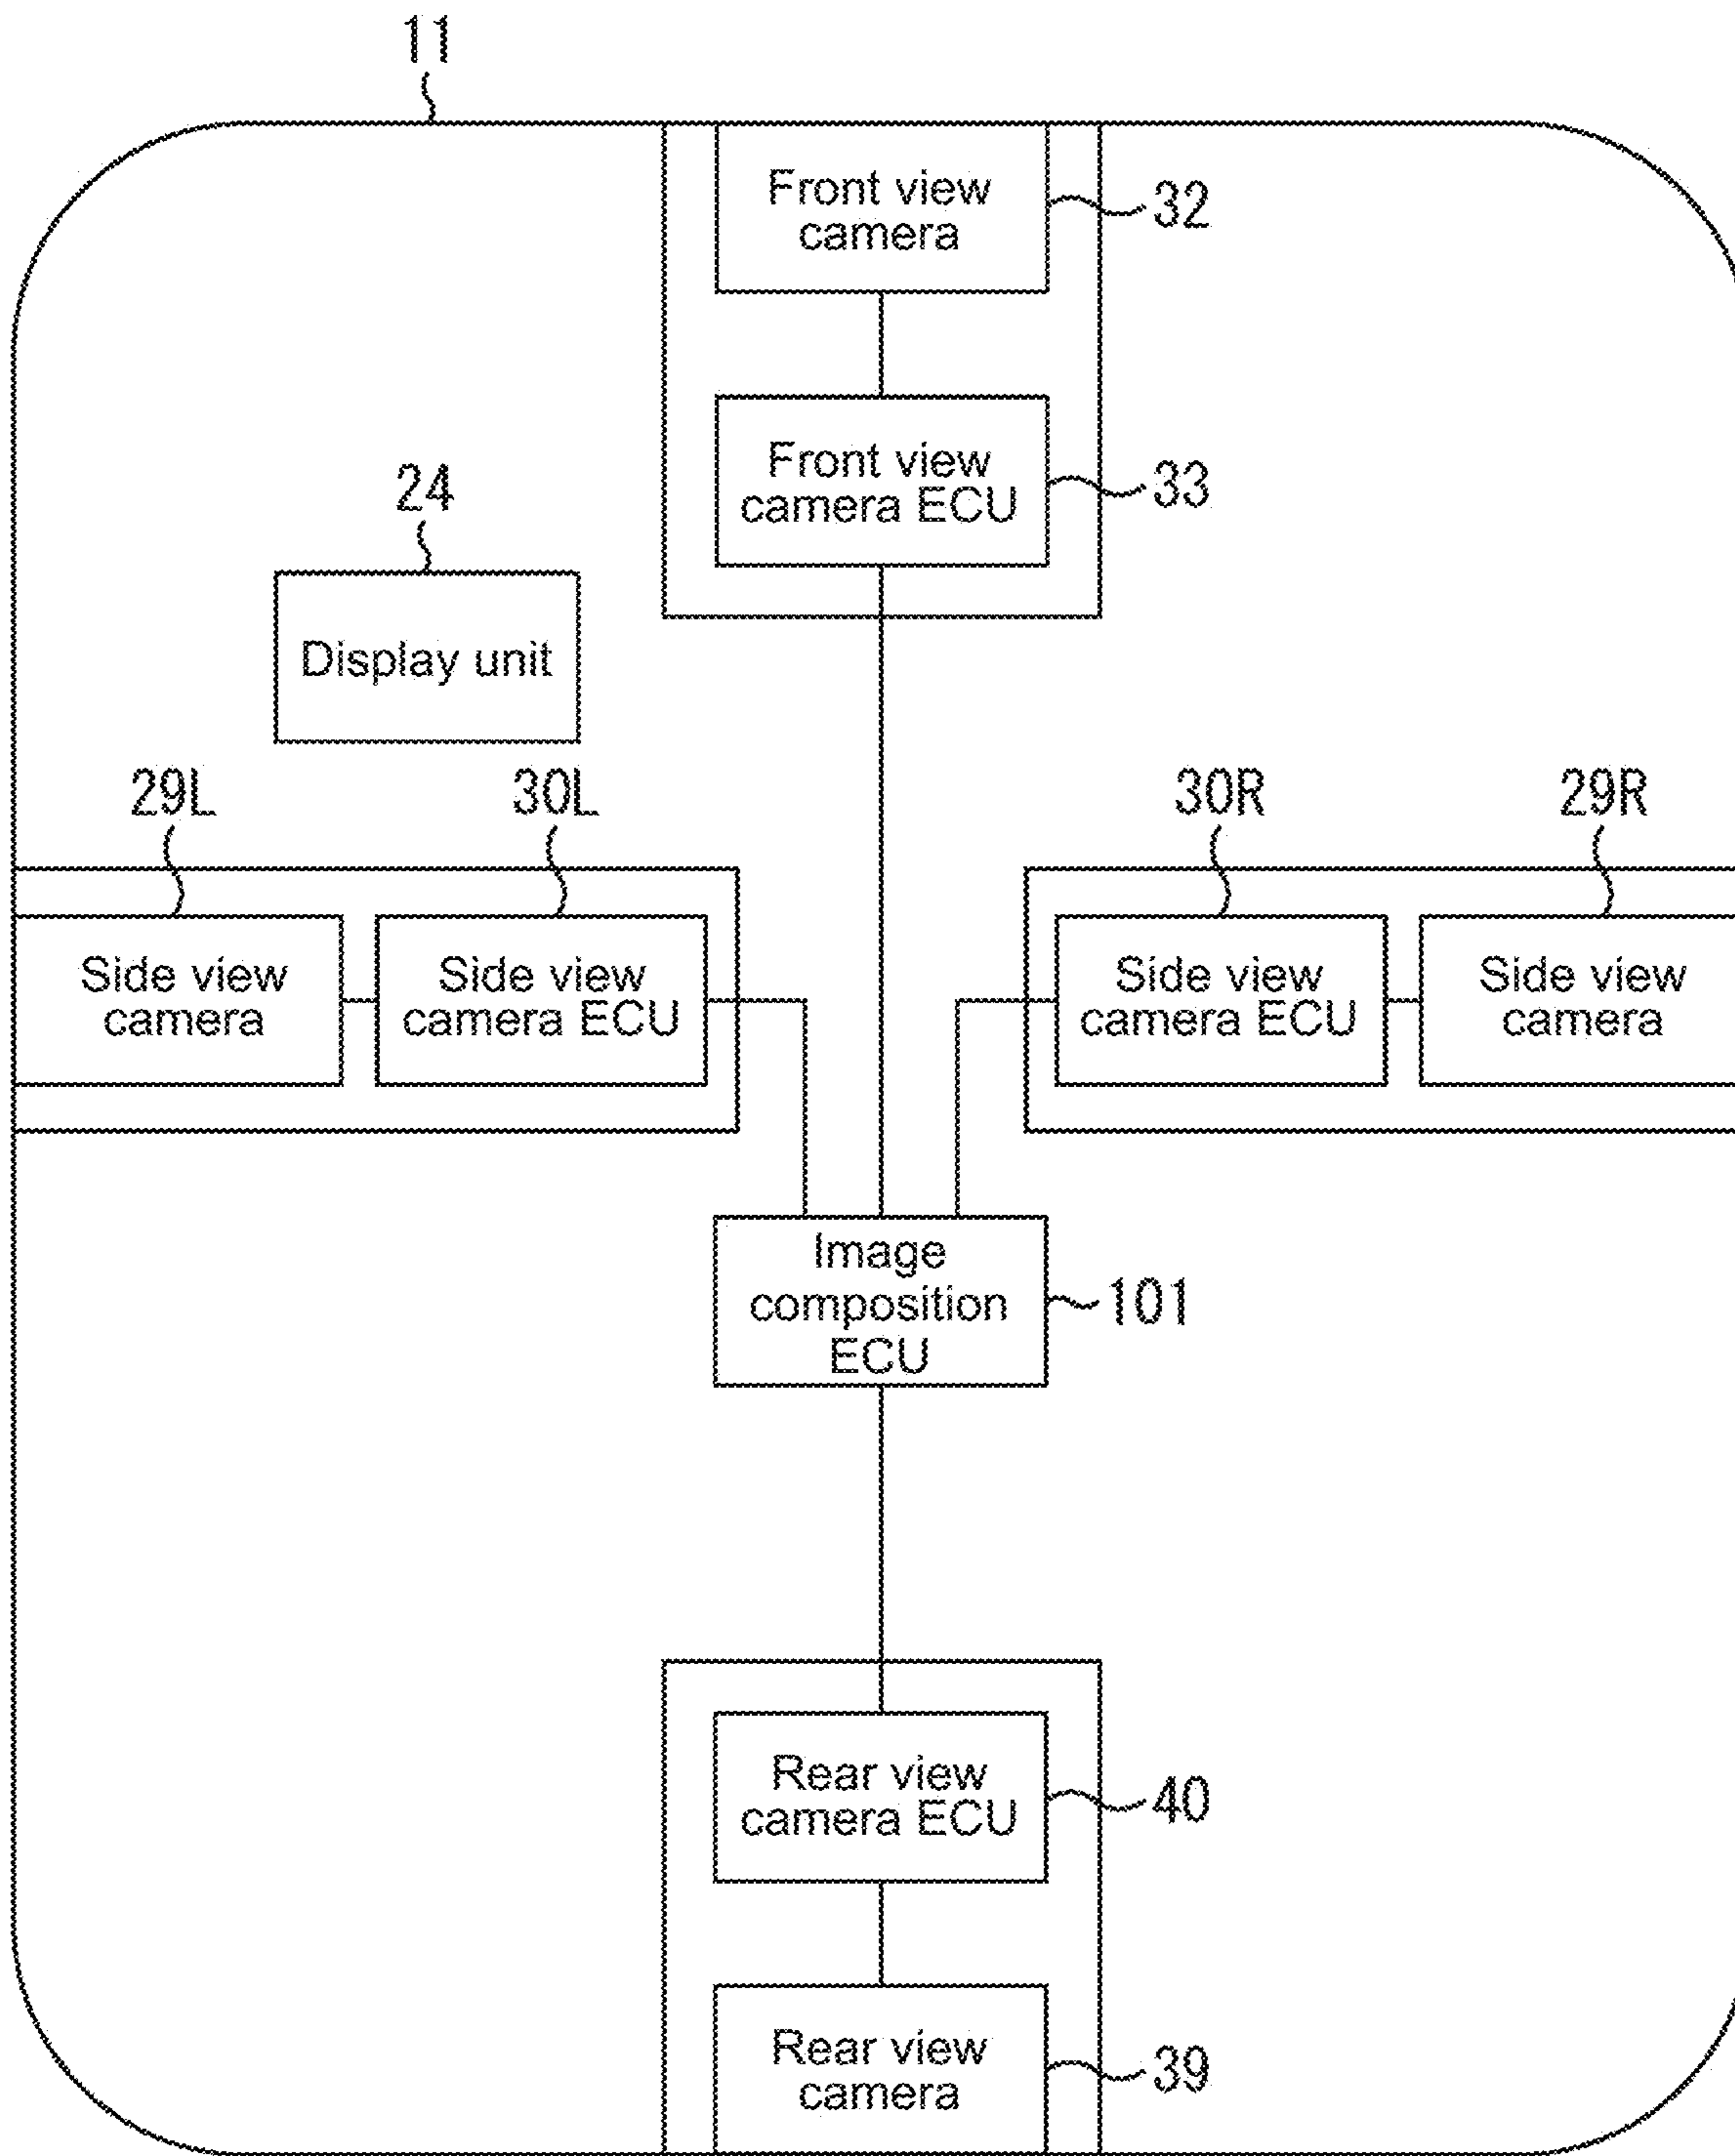 11
Front view
camera
32
Front view
camera ECU
33
24
Display unit
29L
30L
30R
29R
Side view
camera
Side view
camera ECU
Side view
camera ECU
Side view
camera
Image
composition
ECU
101
Rear view
camera ECU
40
Rear view
camera
39